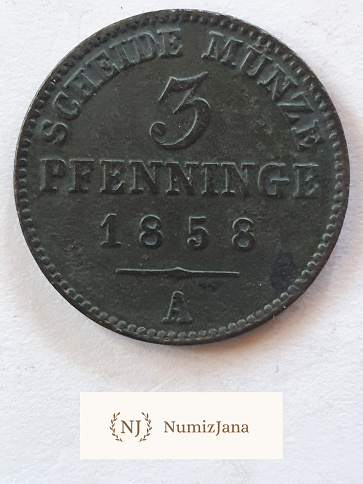 SCHEIDE MÜNZE
3
PFENNINGE
1858
A
NJ NumizJana